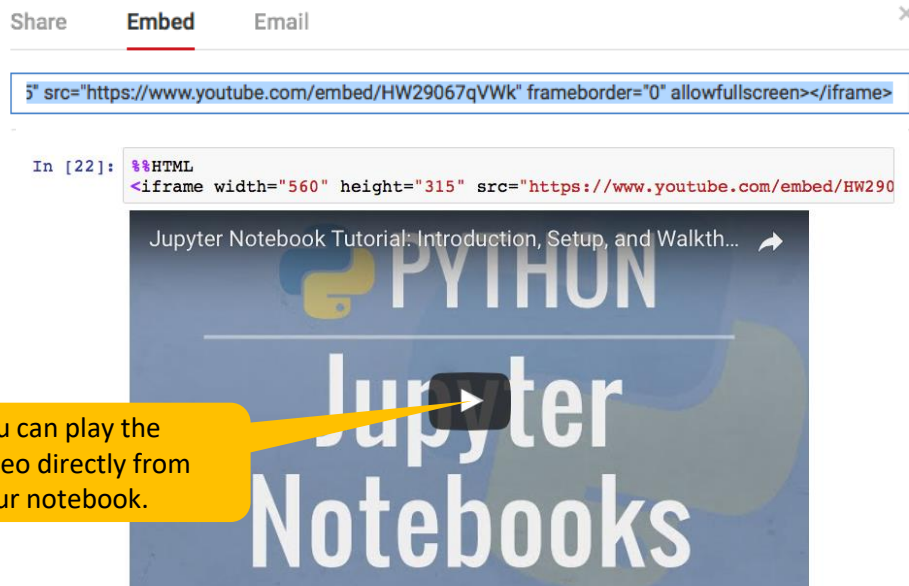 Share Embed Email
5" src="https://www.youtube.com/embed/HW29067qVWk" frameborder="0" allowfullscreen></iframe>
In [22]: %%HTML
<iframe width="560" height="315" src="https://www.youtube.com/embed/HW290
Jupyter Notebook Tutorial: Introduction, Setup, and Walkth...
PYTHON
Jupyter
Notebooks
u can play the
eo directly from
ur notebook.